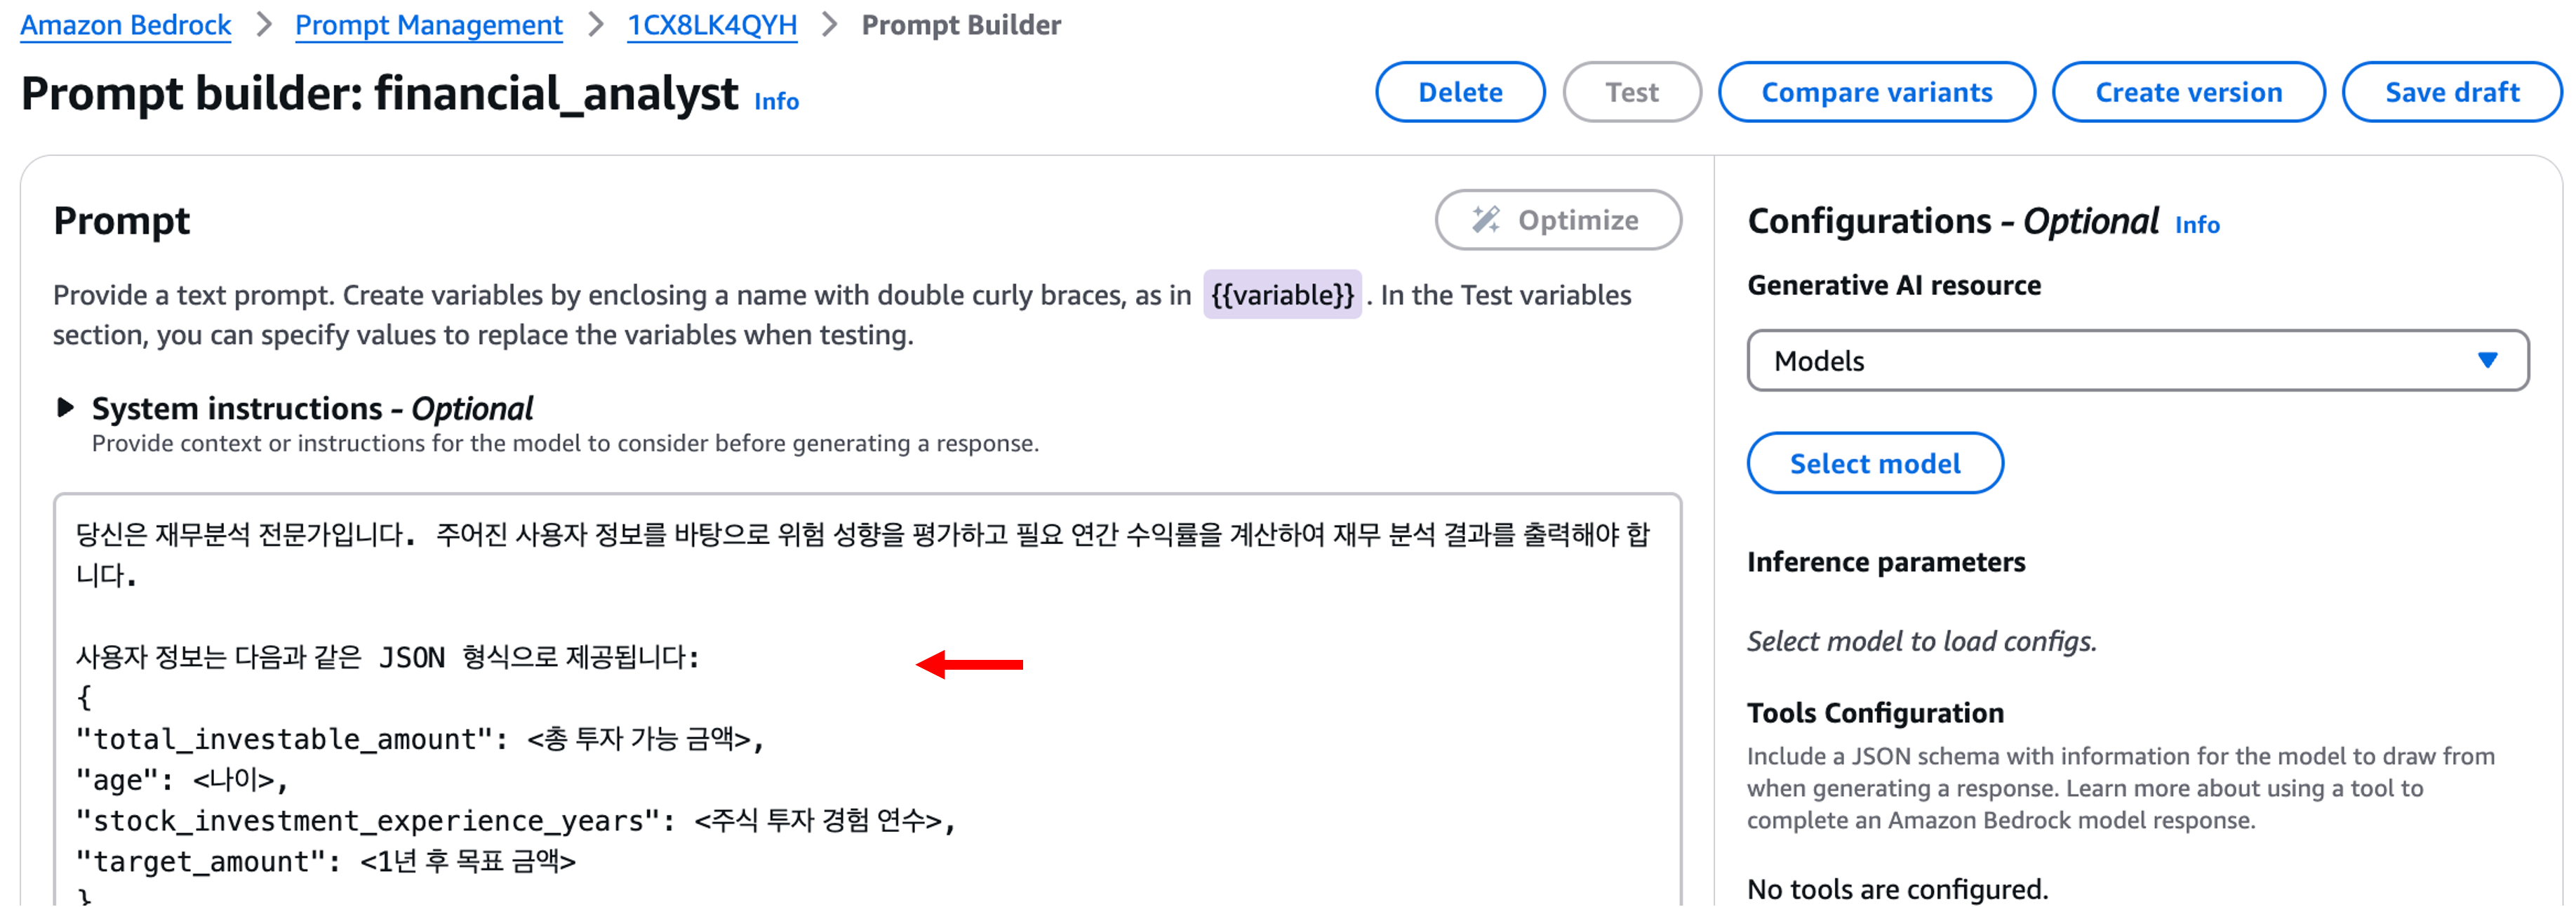 Amazon Bedrock > Prompt Management > 1CX8LK4QYH > Prompt Builder
Prompt builder: financial_analyst Info
Delete
Test
Compare variants
Create version
Save draft
Prompt
Optimize
Provide a text prompt. Create variables by enclosing a name with double curly braces, as in {{variable}} . In the Test variables
section, you can specify values to replace the variables when testing.
System instructions - Optional
Provide context or instructions for the model to consider before generating a response.
당신은 재무분석 전문가입니다. 주어진 사용자 정보를 바탕으로 위험 성향을 평가하고 필요 연간 수익률을 계산하여 재무 분석 결과를 출력해야 합
니다.
사용자 정보는 다음과 같은 JSON 형식으로 제공됩니다:
{
"total_investable_amount": <총 투자 가능 금액>,
"age": <나이>,
"stock_investment_experience_years": <주식 투자 경험 연수>,
"target_amount": <1년 후 목표 금액>
}
Configurations - Optional Info
Generative AI resource
Models
Select model
Inference parameters
Select model to load configs.
Tools Configuration
Include a JSON schema with information for the model to draw from
when generating a response. Learn more about using a tool to
complete an Amazon Bedrock model response.
No tools are configured.